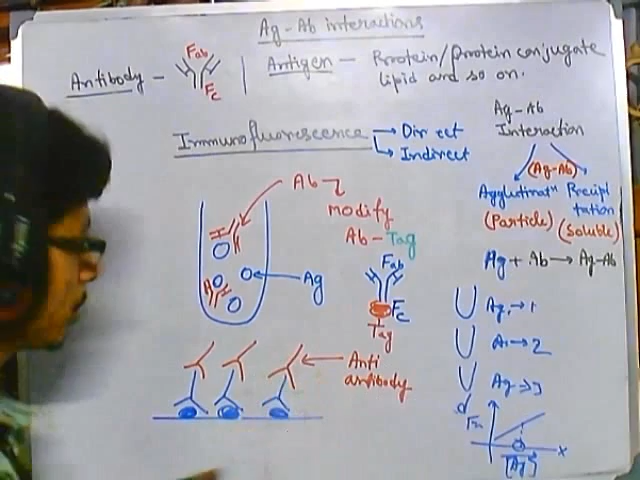 Ag-Ab interactions
Antibody -
Fab
Fc
Antigen - Protein/protein conjugate
lipid and so on.
Immunofluorescence
Direct
Indirect
Ag-Ab
Interaction
(Ag-Ab)
Agglutinatⁿ
(Particle)
Precipi
tation
(Soluble)
Ab
modify
Ab-Tag
Ag
Fab
Fc
Tag
Ag + Ab → Ag-Ab
Ag, → 1
→ 2
Ag → 3
Anti
antibody
x
[Ag]